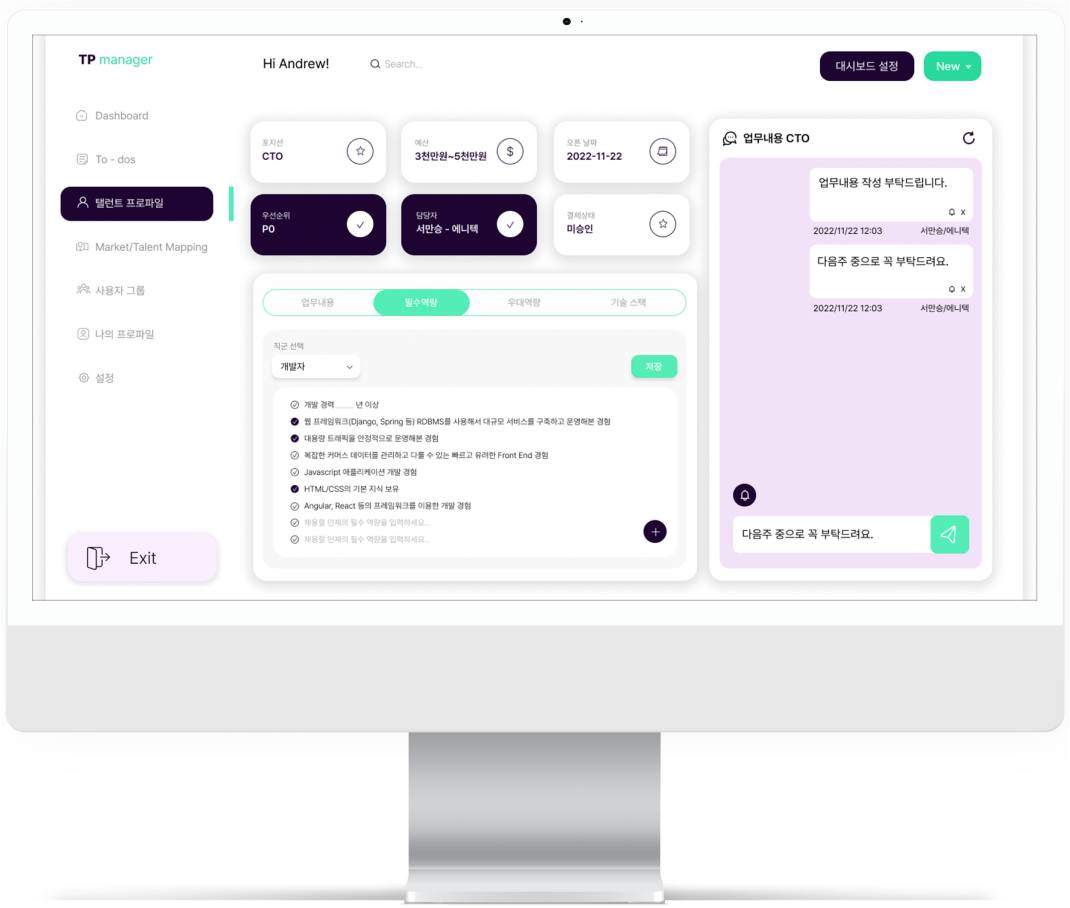 TP manager
Hi Andrew!
Search...
대시보드 설정
New
Dashboard
To - dos
탤런트 프로파일
Market/Talent Mapping
사용자 그룹
나의 프로파일
설정
Exit
포지션
CTO
예산
3천만원~5천만원
$
오픈 날짜
2022-11-22
우선순위
P0
담당자
서만승 - 에니텍
결제상태
미승인
업무내용
필수역량
우대역량
기술 스택
직군 선택
개발자
저장
개발 경력 ____ 년 이상
웹 프레임워크(Django, Spring 등) RDBMS를 사용해서 대규모 서비스를 구축하고 운영해본 경험
대용량 트래픽을 안정적으로 운영해본 경험
복잡한 커머스 데이터를 관리하고 다룰 수 있는 빠르고 유려한 Front End 경험
Javascript 애플리케이션 개발 경험
HTML/CSS의 기본 지식 보유
Angular, React 등의 프레임워크를 이용한 개발 경험
채용할 인재의 필수 역량을 입력하세요...
채용할 인재의 필수 역량을 입력하세요...
+
업무내용 CTO
업무내용 작성 부탁드립니다.
x
2022/11/22 12:03 서만승/에니텍
다음주 중으로 꼭 부탁드려요.
x
2022/11/22 12:03 서만승/에니텍
다음주 중으로 꼭 부탁드려요.